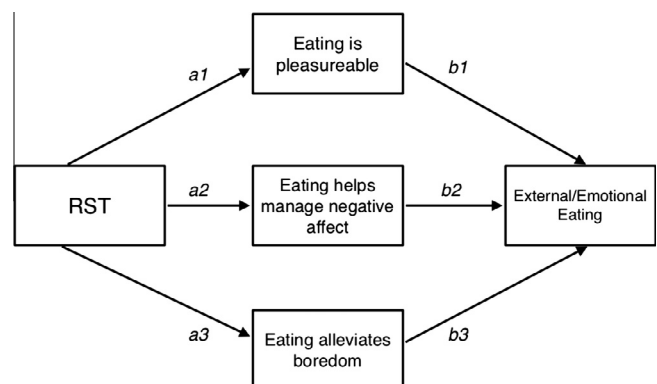 Eating is
pleasureable
a1
b1
RST
a2
Eating helps
manage negative
affect
b2
External/Emotional
Eating
a3
Eating alleviates
boredom
b3